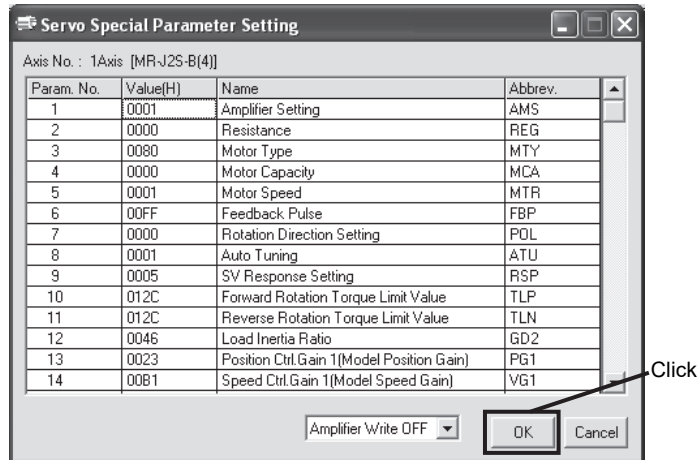 Servo Special Parameter Setting
Axis No. : 1Axis [MR-J2S-B(4)]
Param. No. Value(H) Name Abbrev.
1 0001 Amplifier Setting AMS
2 0000 Resistance REG
3 0080 Motor Type MTY
4 0000 Motor Capacity MCA
5 0001 Motor Speed MTR
6 00FF Feedback Pulse FBP
7 0000 Rotation Direction Setting POL
8 0001 Auto Tuning ATU
9 0005 SV Response Setting RSP
10 012C Forward Rotation Torque Limit Value TLP
11 012C Reverse Rotation Torque Limit Value TLN
12 0046 Load Inertia Ratio GD2
13 0023 Position Ctrl.Gain 1(Model Position Gain) PG1
14 00B1 Speed Ctrl.Gain 1(Model Speed Gain) VG1
Click
Amplifier Write OFF OK Cancel